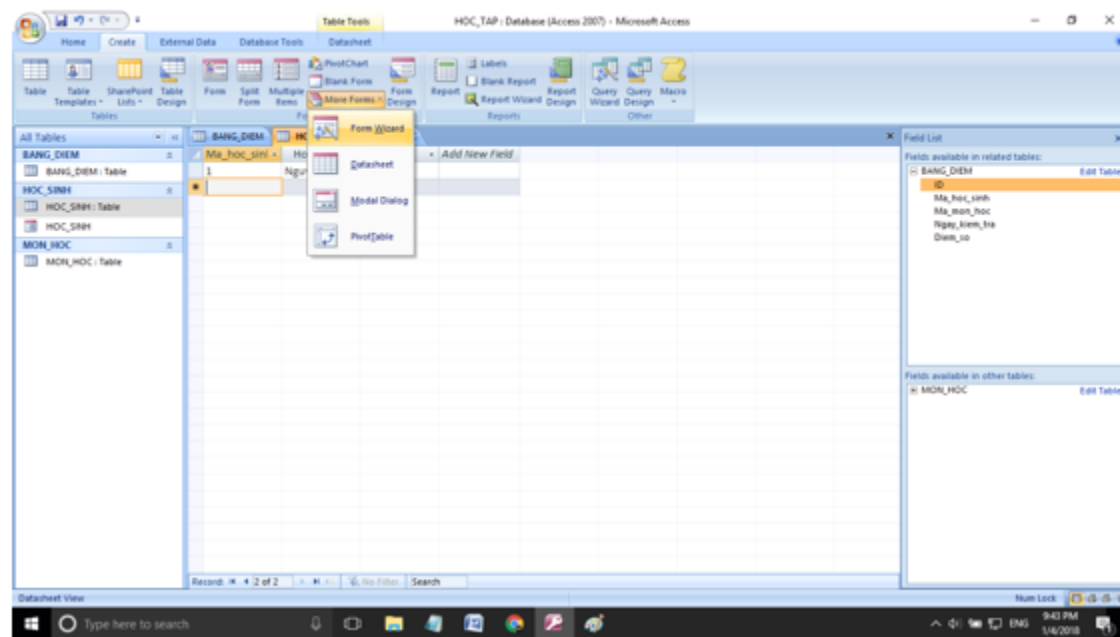 Table Tools
HOC_TAP : Database (Access 2007) - Microsoft Access
Home Create External Data Database Tools Datasheet
Table
Table Templates
SharePoint Lists
Table Design
Tables
Form
Split Form
Multiple Items
PivotChart
Blank Form
More Forms
Form Design
Report
Labels
Blank Report
Report Wizard
Report Design
Reports
Query Wizard
Query Design
Macro
Other
Form Wizard
Datasheet
Modal Dialog
PivotTable
All Tables
BANG_DIEM
BANG_DIEM : Table
HOC_SINH
HOC_SINH : Table
HOC_SINH
MON_HOC
MON_HOC : Table
BANG_DIEM
Ma_hoc_sinl
Add New Field
1
Field List
Fields available in related tables:
BANG_DIEM Edit Table
ID
Ma_hoc_sinh
Ma_mon_hoc
Ngay_kiem_tra
Diem_so
Fields available in other tables:
MON_HOC Edit Table
Record: 2 of 2 No Filter Search
Datasheet View Num Lock
Type here to search
ENG
9:43 PM
1/4/2018